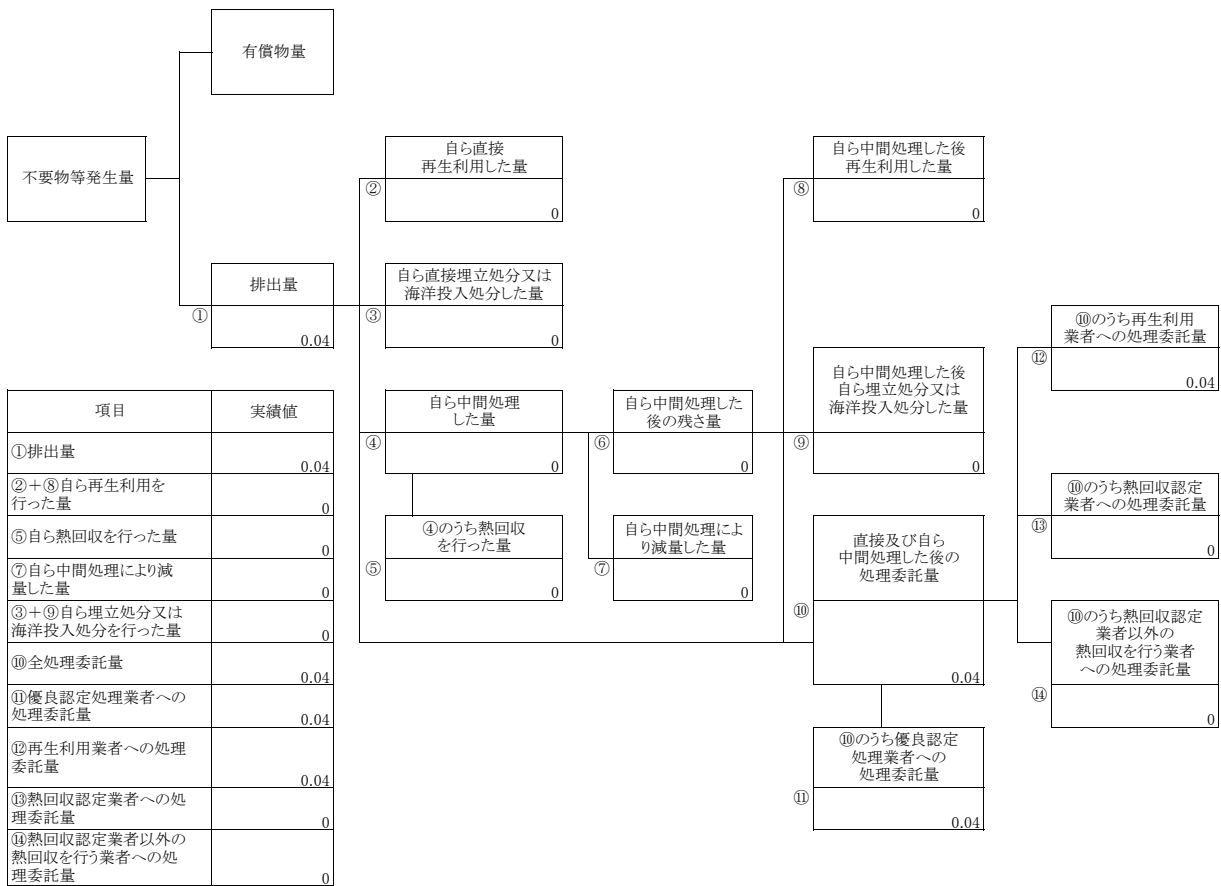 有償物量
不要物等発生量
排出量
①
0.04
自ら直接
再生利用した量
②
0
自ら直接埋立処分又は
海洋投入処分した量
③
0
自ら中間処理
した量
④
0
④のうち熱回収
を行った量
⑤
0
自ら中間処理した
後の残さ量
⑥
0
自ら中間処理によ
り減量した量
⑦
0
自ら中間処理した後
再生利用した量
⑧
0
自ら中間処理した後
自ら埋立処分又は
海洋投入処分した量
⑨
0
直接及び自ら
中間処理した後の
処理委託量
⑩
0.04
⑩のうち優良認定
処理業者への
処理委託量
⑪
0.04
⑩のうち再生利用
業者への処理委託量
⑫
0.04
⑩のうち熱回収認定
業者への処理委託量
⑬
0
⑩のうち熱回収認定
業者以外の
熱回収を行う業者
への処理委託量
⑭
0
項目 実績値
①排出量
0.04
②+⑧自ら再生利用を
行った量
0
⑤自ら熱回収を行った量
0
⑦自ら中間処理により減
量した量
0
③+⑨自ら埋立処分又は
海洋投入処分を行った量
0
⑩全処理委託量
0.04
⑪優良認定処理業者への
処理委託量
0.04
⑫再生利用業者への処理
委託量
0.04
⑬熱回収認定業者への処
理委託量
0
⑭熱回収認定業者以外の
熱回収を行う業者への処
理委託量
0